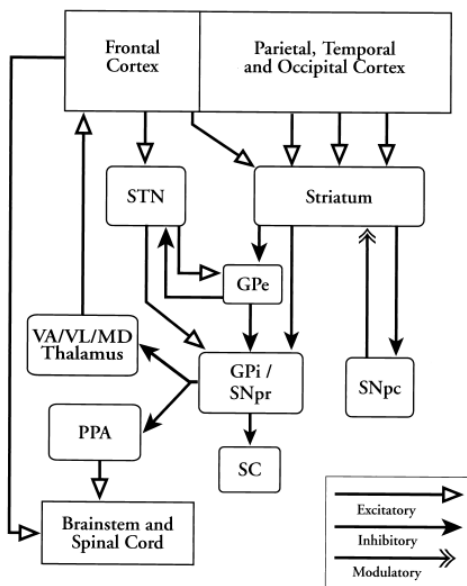 Frontal
Cortex
Parietal, Temporal
and Occipital Cortex
STN
Striatum
GPe
VA/VL/MD
Thalamus
GPi /
SNpr
SNpc
PPA
SC
Brainstem and
Spinal Cord
Excitatory
Inhibitory
Modulatory